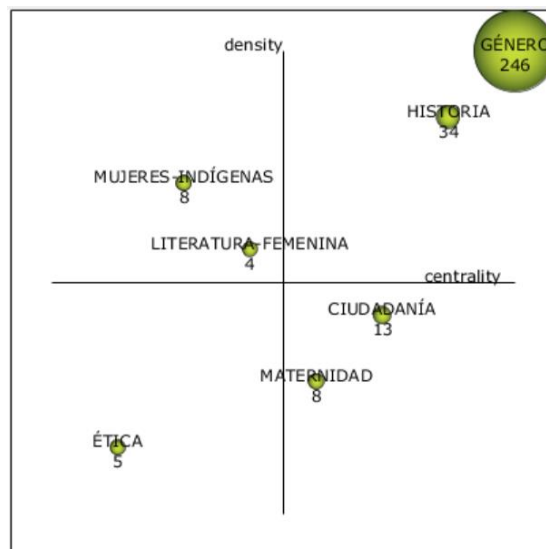 density
GÉNERO
246
HISTORIA
34
MUJERES-INDÍGENAS
8
LITERATURA-FEMENINA
4
centrality
CIUDADANÍA
13
MATERNIDAD
8
ÉTICA
5